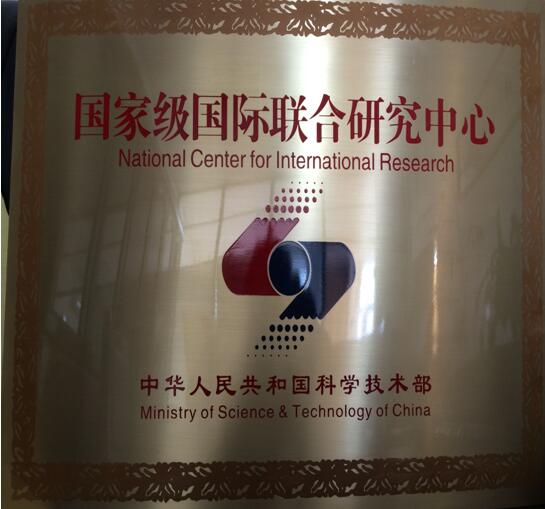 国家级国际联合研究中心
National Center for International Research
中华人民共和国科学技术部
Ministry of Science & Technology of China